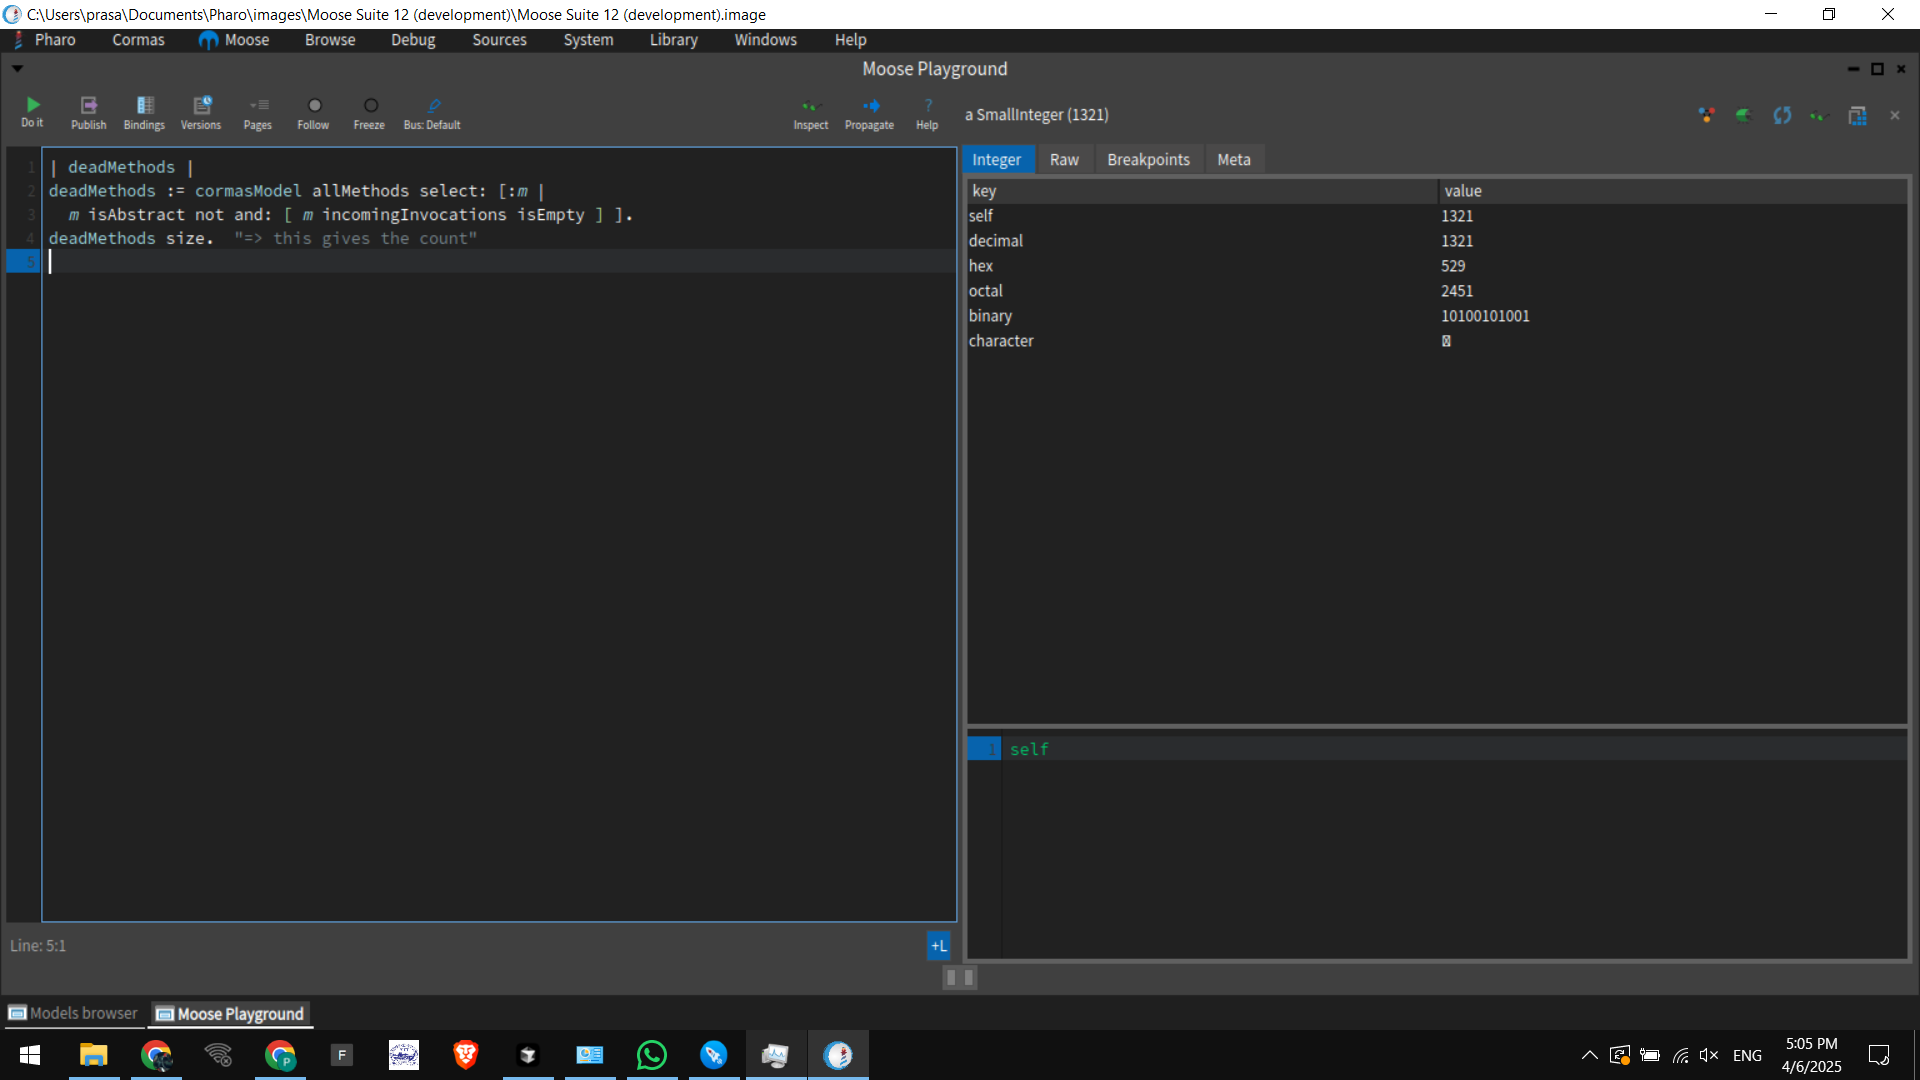 C:\Users\prasa\Documents\Pharo\images\Moose Suite 12 (development)\Moose Suite 12 (development).image
Pharo Cormas Moose Browse Debug Sources System Library Windows Help
Moose Playground
Do it Publish Bindings Versions Pages Follow Freeze Bus: Default Inspect Propagate Help
a SmallInteger (1321)
Integer Raw Breakpoints Meta
1 | deadMethods |
2 deadMethods := cormasModel allMethods select: [:m |
3 m isAbstract not and: [ m incomingInvocations isEmpty ] ].
4 deadMethods size. "=> this gives the count"
5
key value
self 1321
decimal 1321
hex 529
octal 2451
binary 10100101001
character
1 self
Line: 5:1
+L
Models browser Moose Playground
F
P
ENG
5:05 PM
4/6/2025